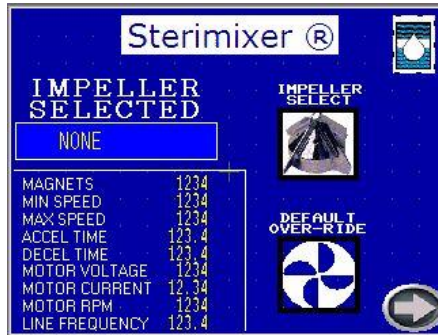 Sterimixer ®
IMPELLER
SELECTED
NONE
IMPELLER
SELECT
MAGNETS 1234
MIN SPEED 1234
MAX SPEED 1234
ACCEL TIME 123.4
DECEL TIME 123.4
MOTOR VOLTAGE 1234
MOTOR CURRENT 12.34
MOTOR RPM 1234
LINE FREQUENCY 123.4
DEFAULT
OVER-RIDE